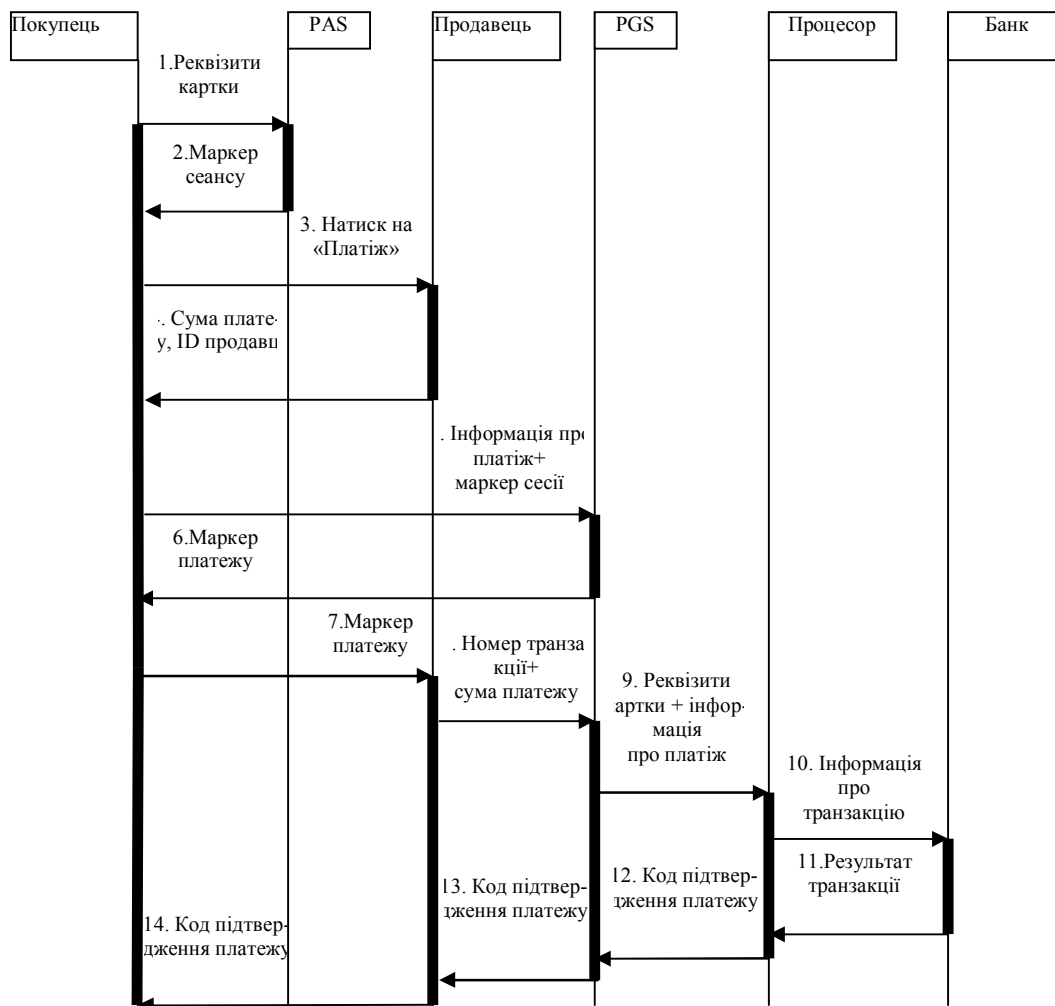 Покупець
PAS
Продавець
PGS
Процесор
Банк
1.Реквізити
картки
2.Маркер
сеансу
3. Натиск на
«Платіж»
. Сума плате-
у, ID продавц
. Інформація про
платіж+
маркер сесії
6.Маркер
платежу
7.Маркер
платежу
. Номер транза
кції+
сума платежу
9. Реквізити
картки + інфор-
мація
про платіж
10. Інформація
про
транзакцію
11.Результат
транзакції
12. Код підтвер-
дження платежу
13. Код підтвер-
дження платежу
14. Код підтвер-
дження платежу